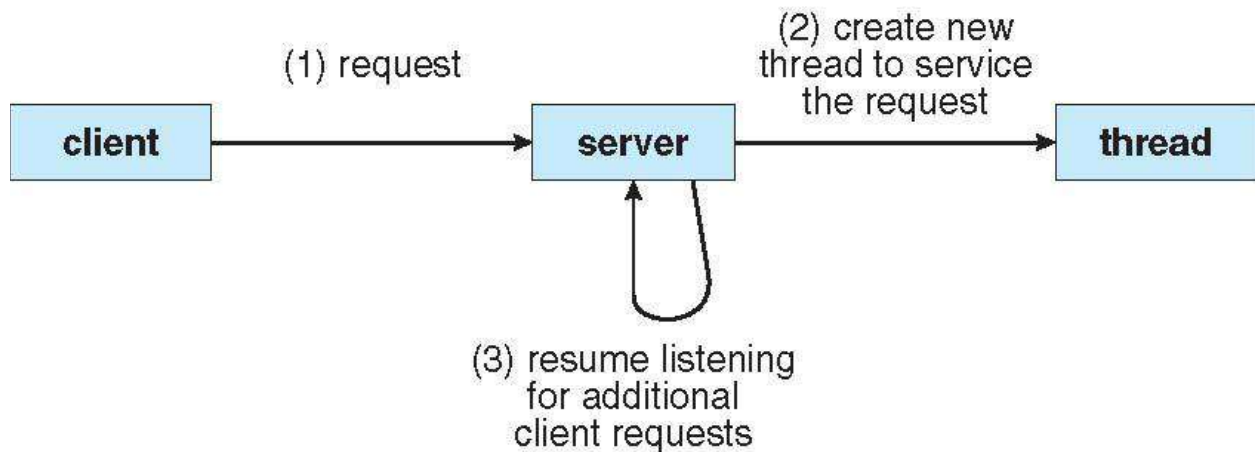 (1) request
(2) create new
thread to service
the request
client
server
thread
(3) resume listening
for additional
client requests